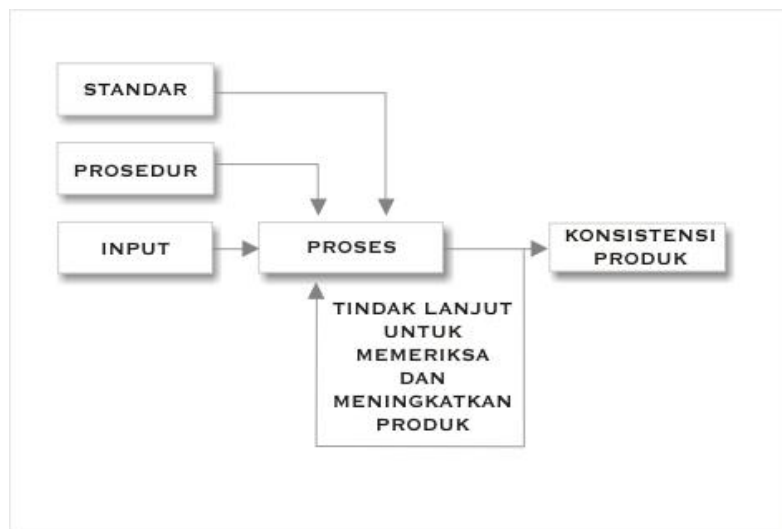 STANDAR
PROSEDUR
INPUT
PROSES
KONSISTENSI
PRODUK
TINDAK LANJUT
UNTUK
MEMERIKSA
DAN
MENINGKATKAN
PRODUK